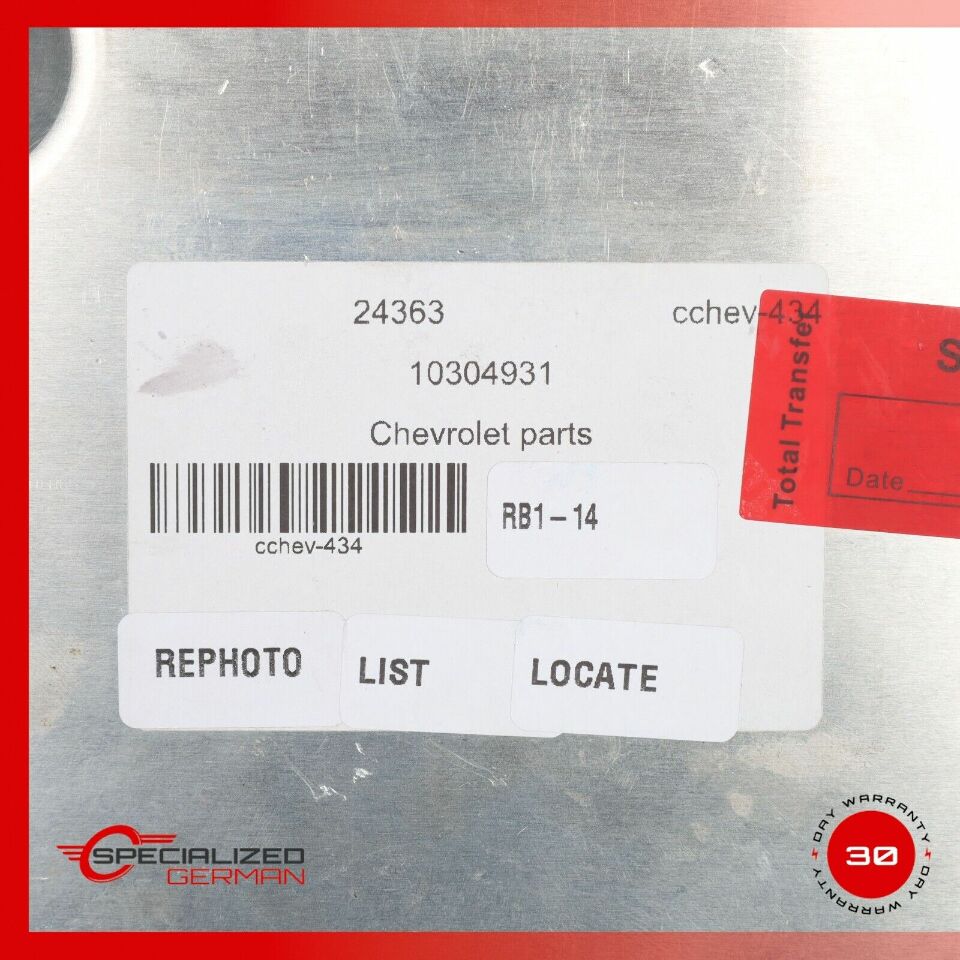 24363
cchev-434
10304931
Chevrolet parts
cchev-434
RB1-14
REPHOTO
LIST
LOCATE
Total Transfer
Date
SPECIALIZED
GERMAN
DAY WARRANTY
30
DAY WARRANTY